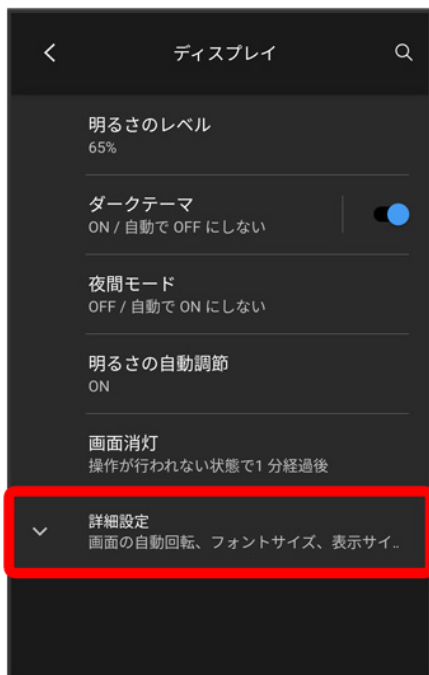 ディスプレイ
明るさのレベル
65%
ダークテーマ
ON / 自動で OFF にしない
夜間モード
OFF / 自動で ON にしない
明るさの自動調節
ON
画面消灯
操作が行われない状態で1 分経過後
詳細設定
画面の自動回転、フォントサイズ、表示サイ..